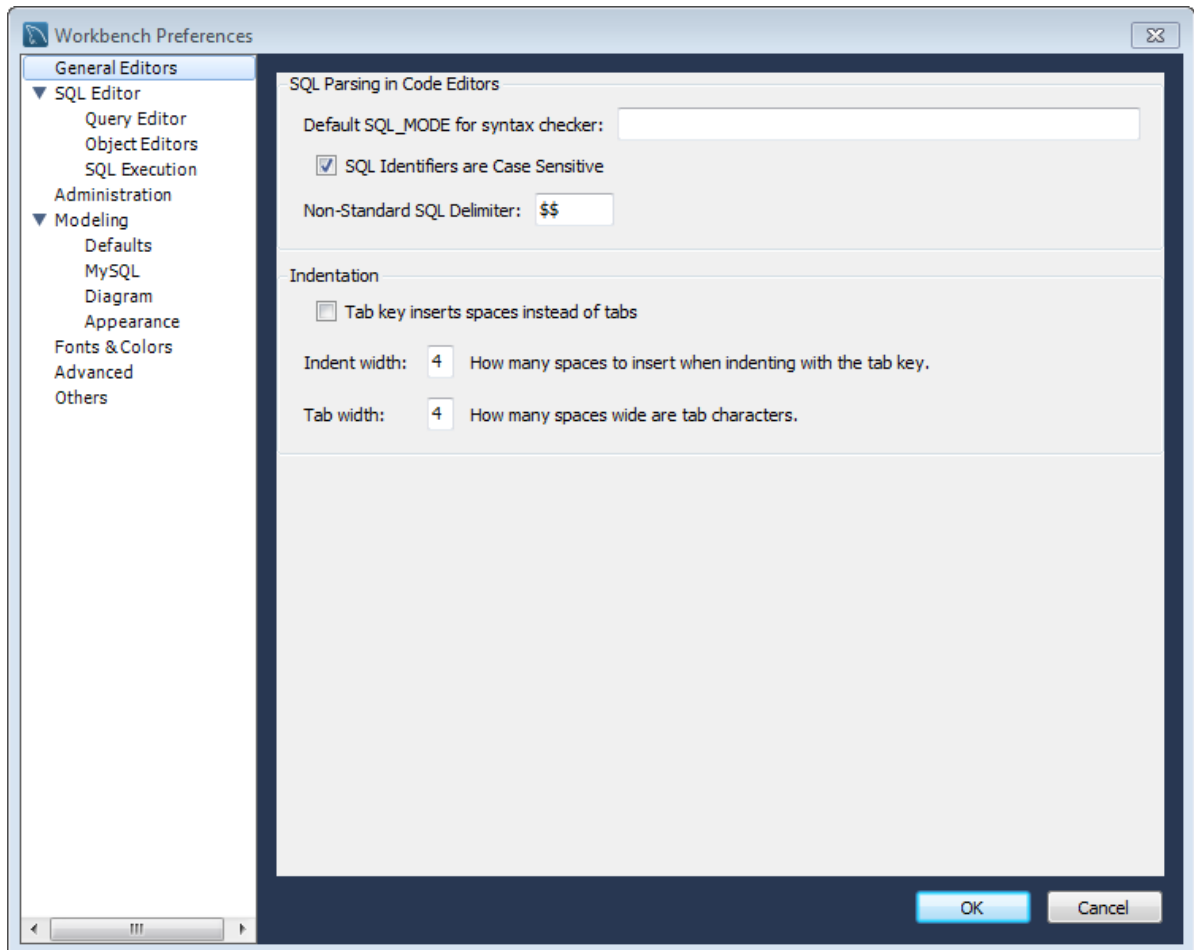 Workbench Preferences
General Editors
SQL Editor
Query Editor
Object Editors
SQL Execution
Administration
Modeling
Defaults
MySQL
Diagram
Appearance
Fonts & Colors
Advanced
Others
SQL Parsing in Code Editors
Default SQL_MODE for syntax checker:
SQL Identifiers are Case Sensitive
Non-Standard SQL Delimiter: $$
Indentation
Tab key inserts spaces instead of tabs
Indent width: 4 How many spaces to insert when indenting with the tab key.
Tab width: 4 How many spaces wide are tab characters.
OK Cancel